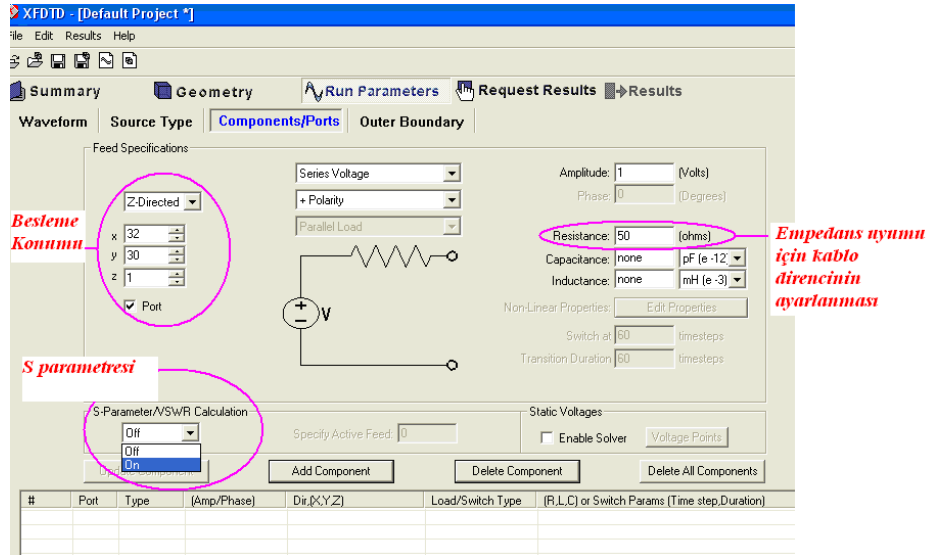 XFDTD - [Default Project *]
File Edit Results Help
Summary Geometry Run Parameters Request Results Results
Waveform Source Type Components/Ports Outer Boundary
Feed Specifications
Series Voltage Amplitude: 1 (Volts)
Z-Directed + Polarity Phase: 0 (Degrees)
Besleme Konumu
x 32 Parallel Load Resistance: 50 (ohms)
Empedans uyumu için kablo direncinin ayarlanması
y 30 Capacitance: none pF (e -12)
z 1 Inductance: none mH (e -3)
Port + − V Non-Linear Properties: Edit Properties
Switch at 60 timesteps
S parametresi Transition Duration 60 timesteps
S-Parameter/VSWR Calculation Static Voltages
Off Specify Active Feed: 0 Enable Solver Voltage Points
Off
On
Update Component Add Component Delete Component Delete All Components
# Port Type (Amp/Phase) Dir,(X,Y,Z) Load/Switch Type (R,L,C) or Switch Params (Time step,Duration)